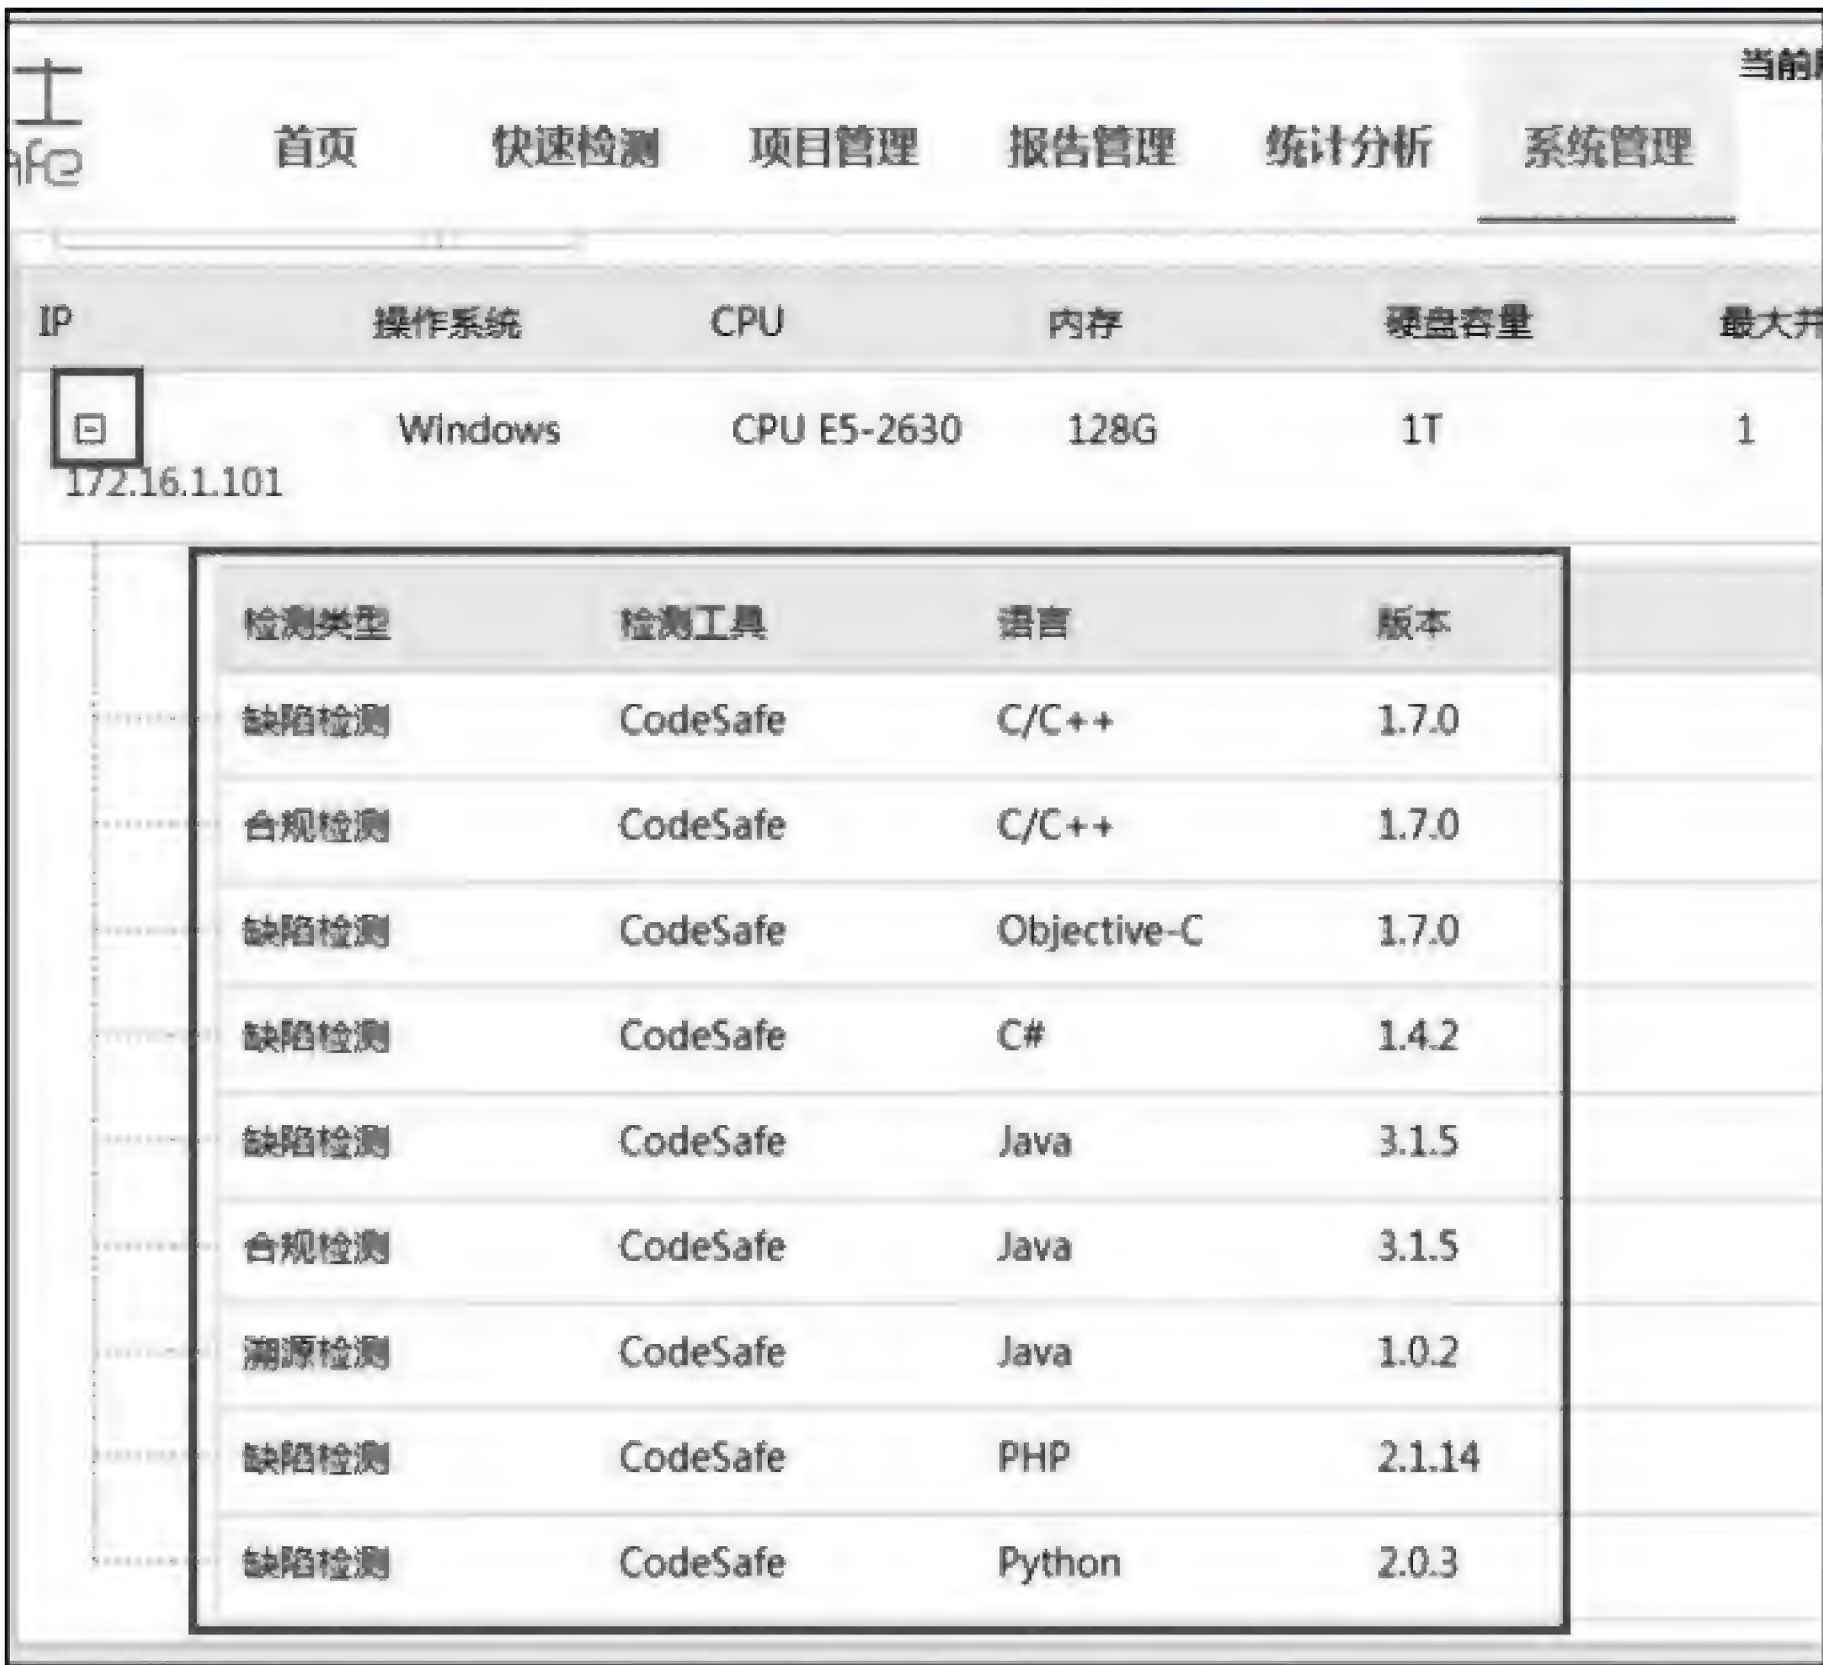 当前
士
afe
首页 快速检测 项目管理 报告管理 统计分析 系统管理
IP 操作系统 CPU 内存 硬盘容量 最大并
Windows CPU E5-2630 128G 1T 1
172.16.1.101
检测类型 检测工具 语言 版本
缺陷检测 CodeSafe C/C++ 1.7.0
合规检测 CodeSafe C/C++ 1.7.0
缺陷检测 CodeSafe Objective-C 1.7.0
缺陷检测 CodeSafe C# 1.4.2
缺陷检测 CodeSafe Java 3.1.5
合规检测 CodeSafe Java 3.1.5
溯源检测 CodeSafe Java 1.0.2
缺陷检测 CodeSafe PHP 2.1.14
缺陷检测 CodeSafe Python 2.0.3